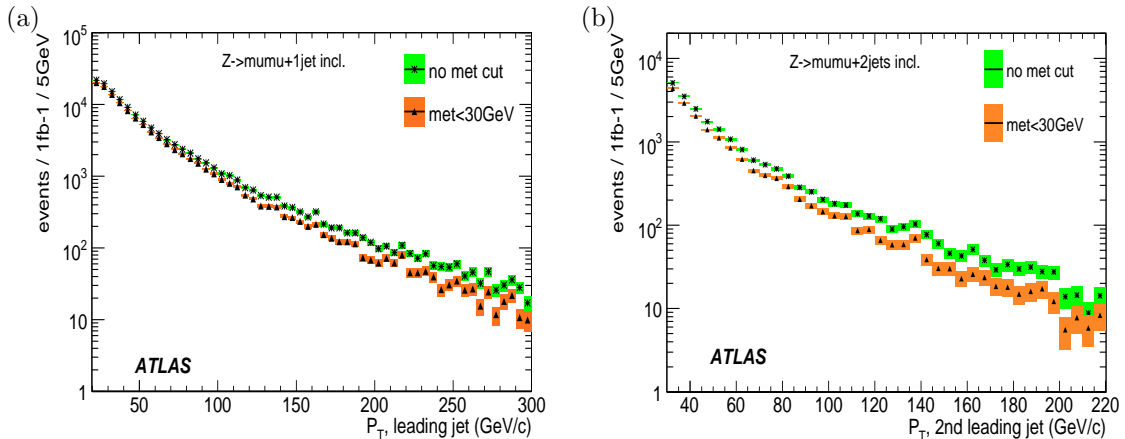 (a)
events / 1fb-1 / 5GeV
10^5
10^4
10^3
10^2
10
1
Z->mumu+1jet incl.
no met cut
met<30GeV
ATLAS
50 100 150 200 250 300
P_T, leading jet (GeV/c)
(b)
events / 1fb-1 / 5GeV
10^4
10^3
10^2
10
1
Z->mumu+2jets incl.
no met cut
met<30GeV
ATLAS
40 60 80 100 120 140 160 180 200 220
P_T, 2nd leading jet (GeV/c)